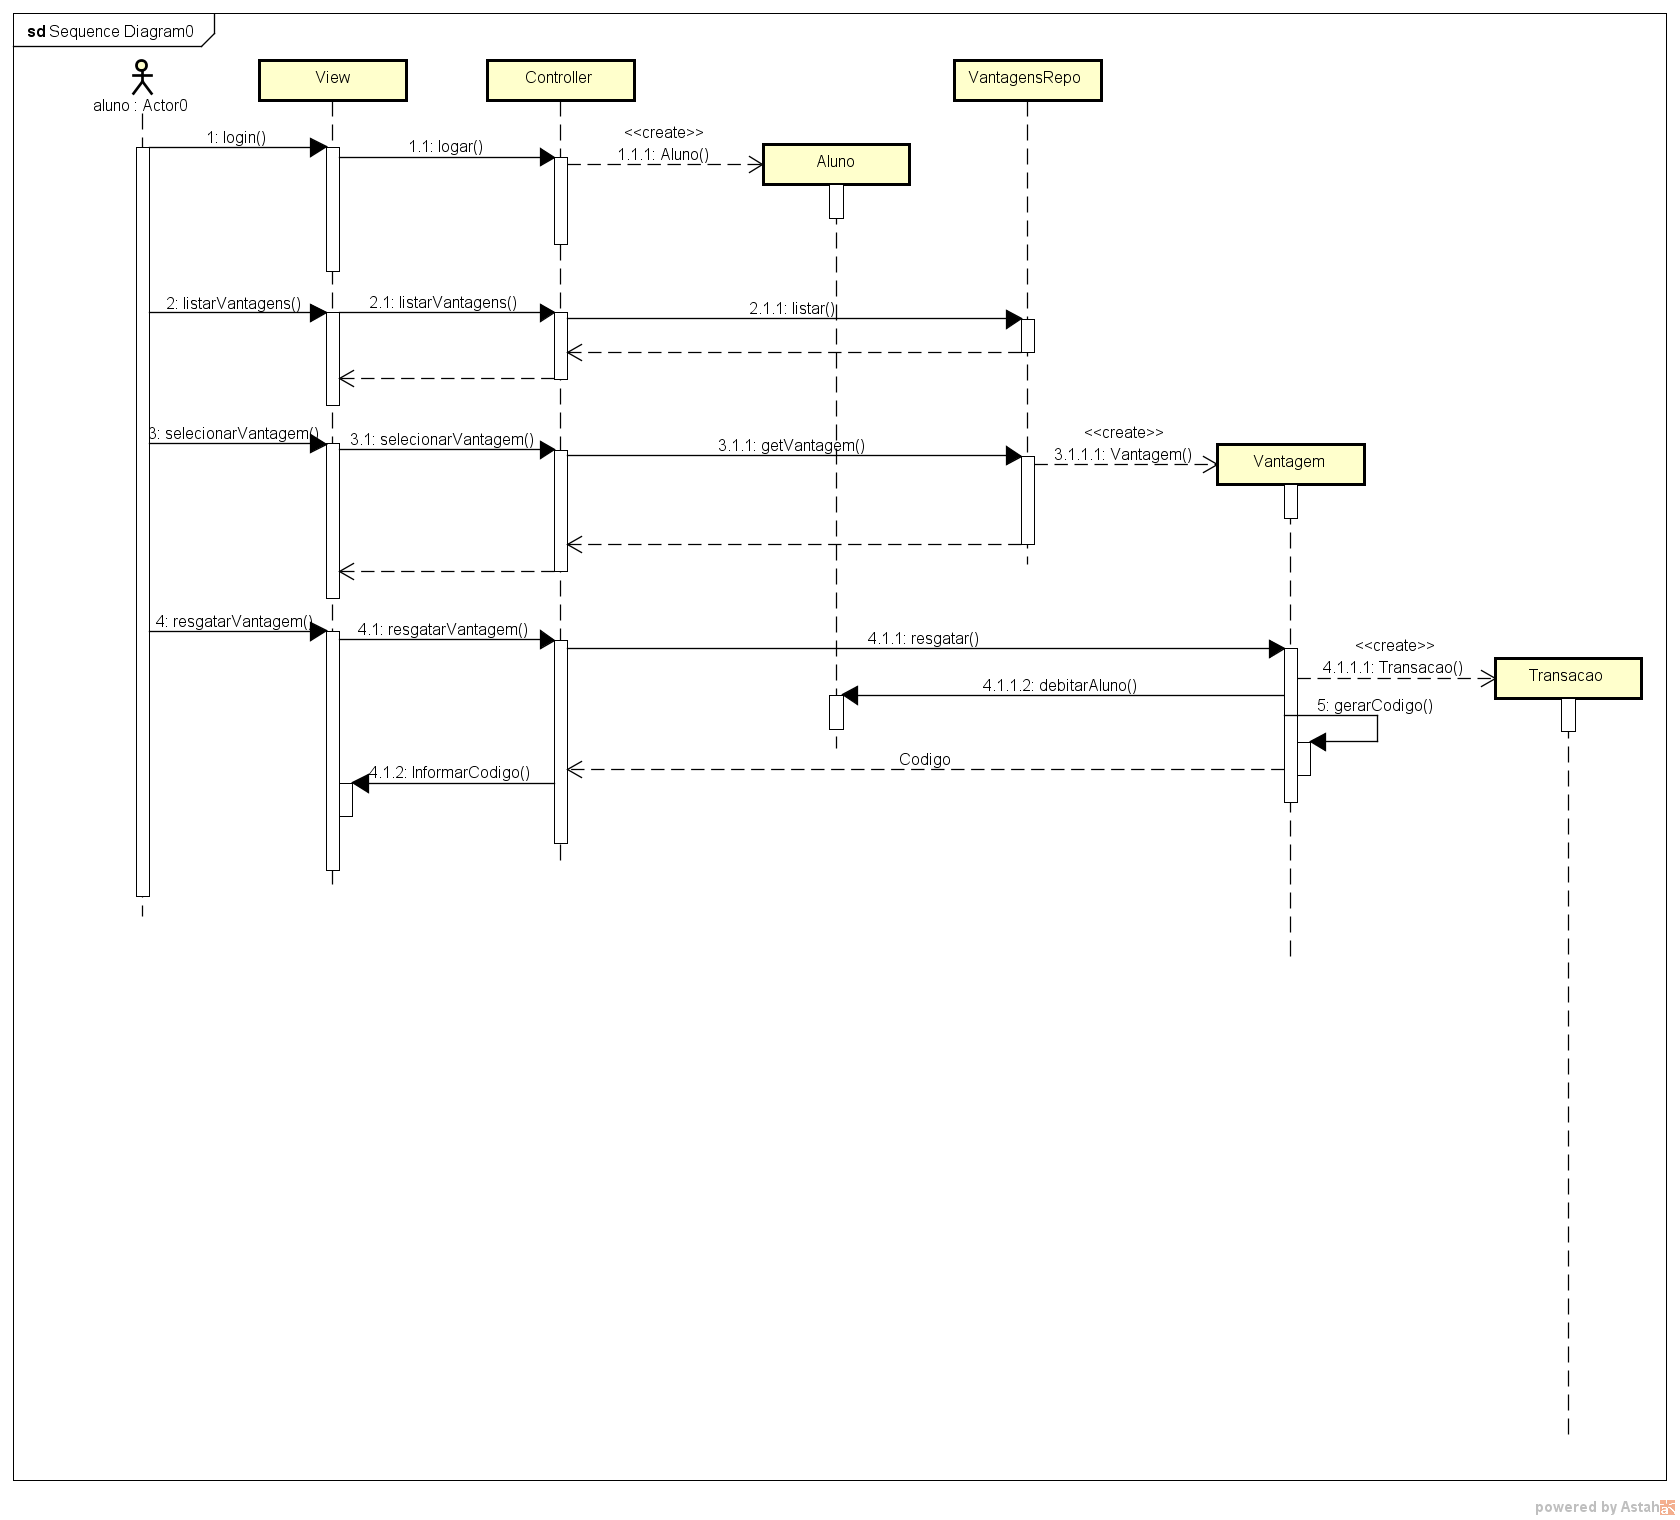 sd Sequence Diagram0
aluno : Actor0
View
Controller
VantagensRepo
1: login()
1.1: logar()
<<create>>
1.1.1: Aluno()
Aluno
2: listarVantagens()
2.1: listarVantagens()
2.1.1: listar()
3: selecionarVantagem()
3.1: selecionarVantagem()
3.1.1: getVantagem()
<<create>>
3.1.1.1: Vantagem()
Vantagem
4: resgatarVantagem()
4.1: resgatarVantagem()
4.1.1: resgatar()
<<create>>
4.1.1.1: Transacao()
Transacao
4.1.1.2: debitarAluno()
5: gerarCodigo()
Codigo
4.1.2: InformarCodigo()
powered by Astah